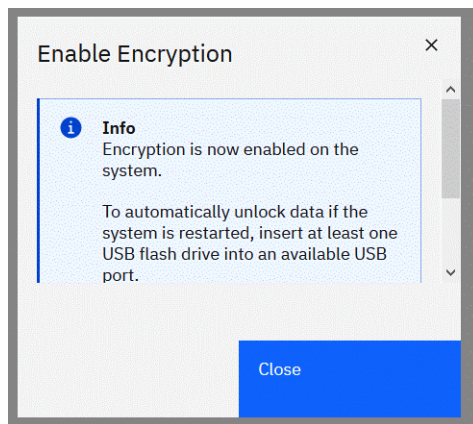 Enable Encryption
Info
Encryption is now enabled on the
system.
To automatically unlock data if the
system is restarted, insert at least one
USB flash drive into an available USB
port.
Close